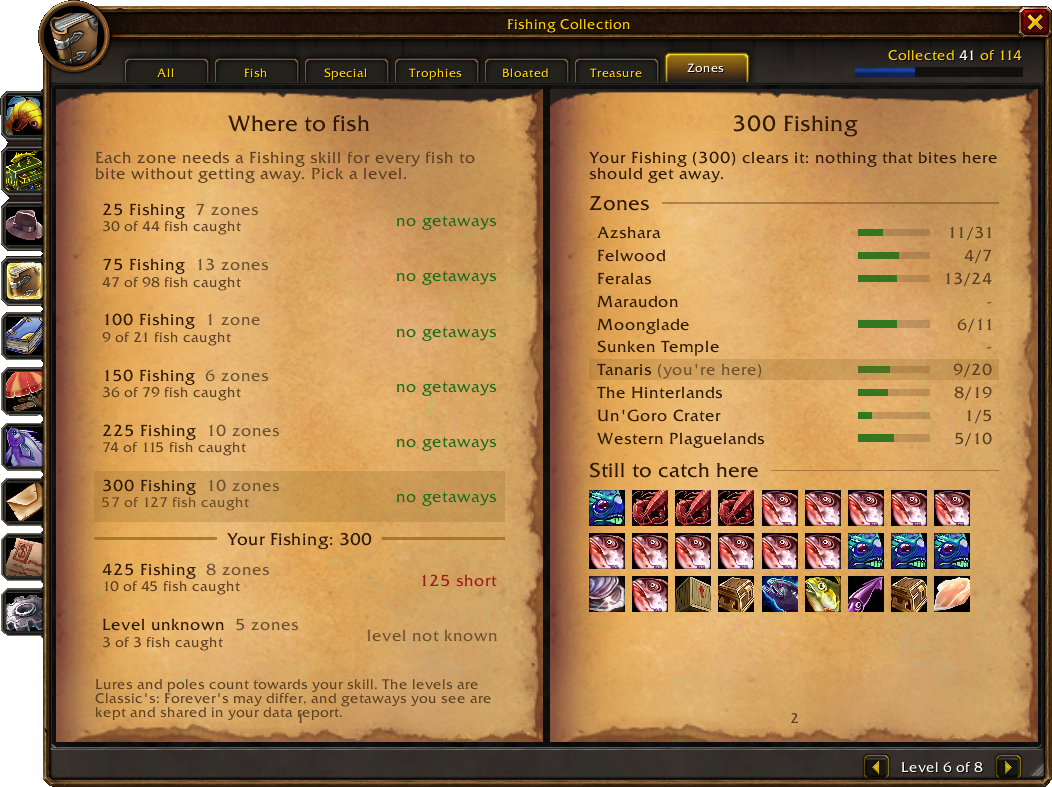 Fishing Collection
Collected 41 of 114
All
Fish
Special
Trophies
Bloated
Treasure
Zones
Where to fish
Each zone needs a Fishing skill for every fish to
bite without getting away. Pick a level.
25 Fishing 7 zones
30 of 44 fish caught
no getaways
75 Fishing 13 zones
47 of 98 fish caught
no getaways
100 Fishing 1 zone
9 of 21 fish caught
no getaways
150 Fishing 6 zones
36 of 79 fish caught
no getaways
225 Fishing 10 zones
74 of 115 fish caught
no getaways
300 Fishing 10 zones
57 of 127 fish caught
no getaways
Your Fishing: 300
425 Fishing 8 zones
10 of 45 fish caught
125 short
Level unknown 5 zones
3 of 3 fish caught
level not known
Lures and poles count towards your skill. The levels are
Classic's: Forever's may differ, and getaways you see are
kept and shared in your data report.
1
300 Fishing
Your Fishing (300) clears it: nothing that bites here
should get away.
Zones
Azshara 11/31
Felwood 4/7
Feralas 13/24
Maraudon -
Moonglade 6/11
Sunken Temple -
Tanaris (you're here) 9/20
The Hinterlands 8/19
Un'Goro Crater 1/5
Western Plaguelands 5/10
Still to catch here
2
Level 6 of 8